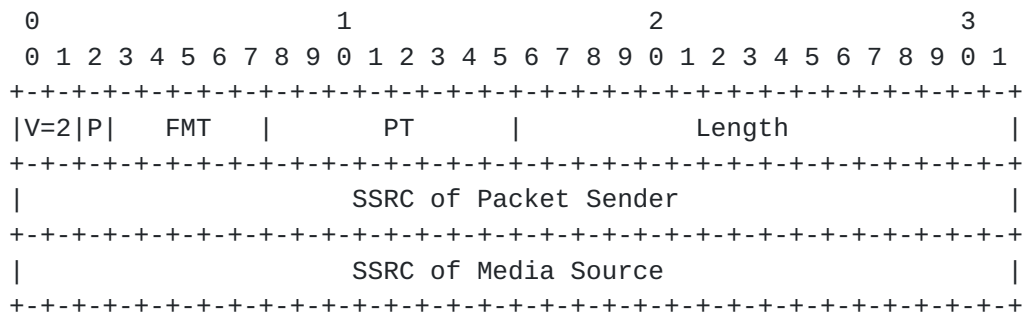 0                   1                   2                   3
 0 1 2 3 4 5 6 7 8 9 0 1 2 3 4 5 6 7 8 9 0 1 2 3 4 5 6 7 8 9 0 1
+-+-+-+-+-+-+-+-+-+-+-+-+-+-+-+-+-+-+-+-+-+-+-+-+-+-+-+-+-+-+-+-+
|V=2|P|   FMT   |       PT      |           Length              |
+-+-+-+-+-+-+-+-+-+-+-+-+-+-+-+-+-+-+-+-+-+-+-+-+-+-+-+-+-+-+-+-+
|                     SSRC of Packet Sender                     |
+-+-+-+-+-+-+-+-+-+-+-+-+-+-+-+-+-+-+-+-+-+-+-+-+-+-+-+-+-+-+-+-+
|                     SSRC of Media Source                      |
+-+-+-+-+-+-+-+-+-+-+-+-+-+-+-+-+-+-+-+-+-+-+-+-+-+-+-+-+-+-+-+-+